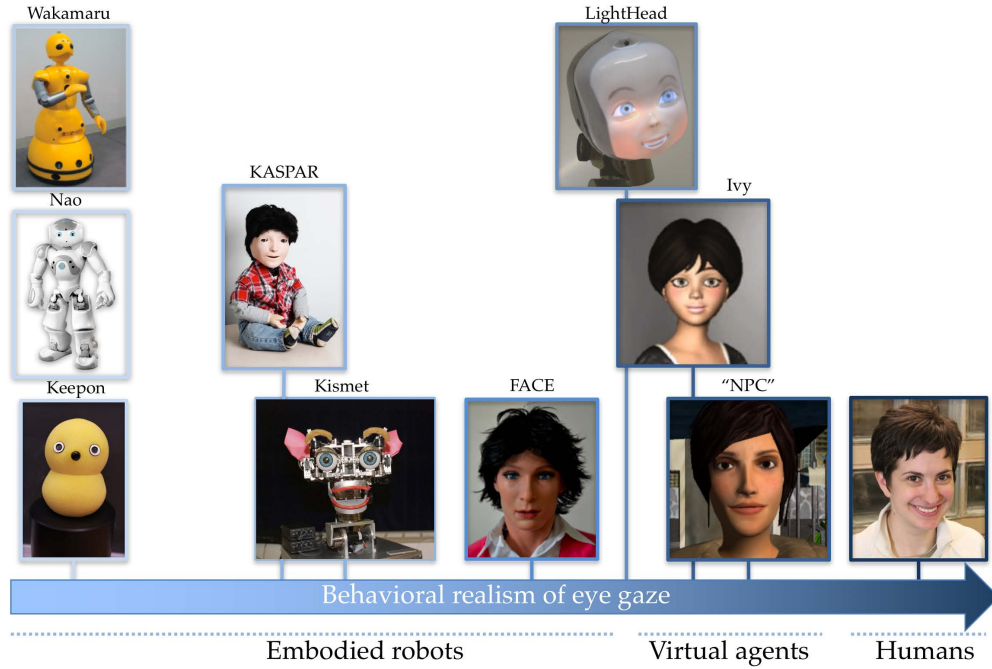 Wakamaru
LightHead
KASPAR
Ivy
Nao
Keepon
Kismet
FACE
“NPC”
Behavioral realism of eye gaze
Embodied robots
Virtual agents
Humans